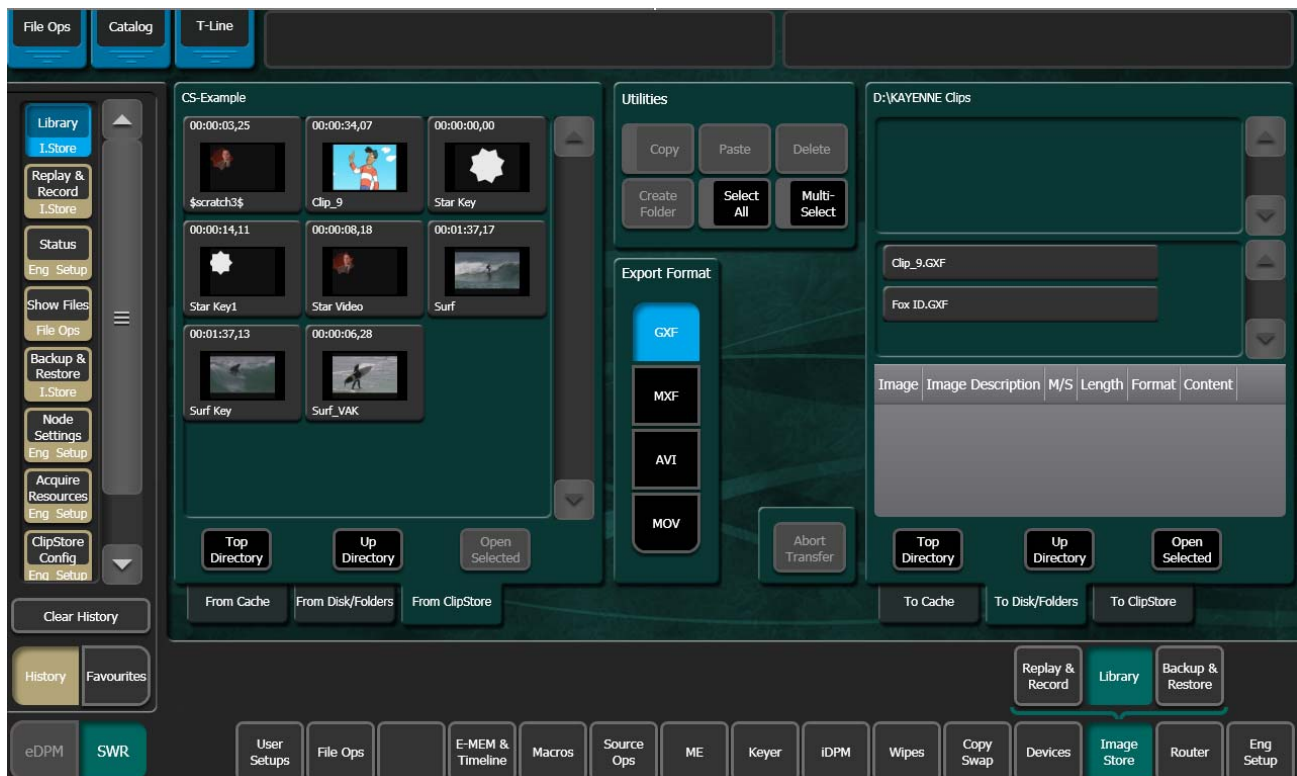 File Ops
Catalog
T-Line
Library
I.Store
Replay &
Record
I.Store
Status
Eng Setup
Show Files
File Ops
Backup &
Restore
I.Store
Node
Settings
Eng Setup
Acquire
Resources
Eng Setup
ClipStore
Config
Eng Setup
Clear History
History
Favourites
eDPM
SWR
CS-Example
00:00:03,25
00:00:34,07
00:00:00,00
$scratch3$
Clip_9
Star Key
00:00:14,11
00:00:08,18
00:01:37,17
Star Key1
Star Video
Surf
00:01:37,13
00:00:06,28
Surf Key
Surf_VAK
Top
Directory
Up
Directory
Open
Selected
From Cache
From Disk/Folders
From ClipStore
Utilities
Copy
Paste
Delete
Create
Folder
Select
All
Multi-
Select
Export Format
GXF
MXF
AVI
MOV
Abort
Transfer
D:\KAYENNE Clips
Clip_9.GXF
Fox ID.GXF
Image
Image Description
M/S
Length
Format
Content
Top
Directory
Up
Directory
Open
Selected
To Cache
To Disk/Folders
To ClipStore
Replay &
Record
Library
Backup &
Restore
User
Setups
File Ops
E-MEM &
Timeline
Macros
Source
Ops
ME
Keyer
iDPM
Wipes
Copy
Swap
Devices
Image
Store
Router
Eng
Setup